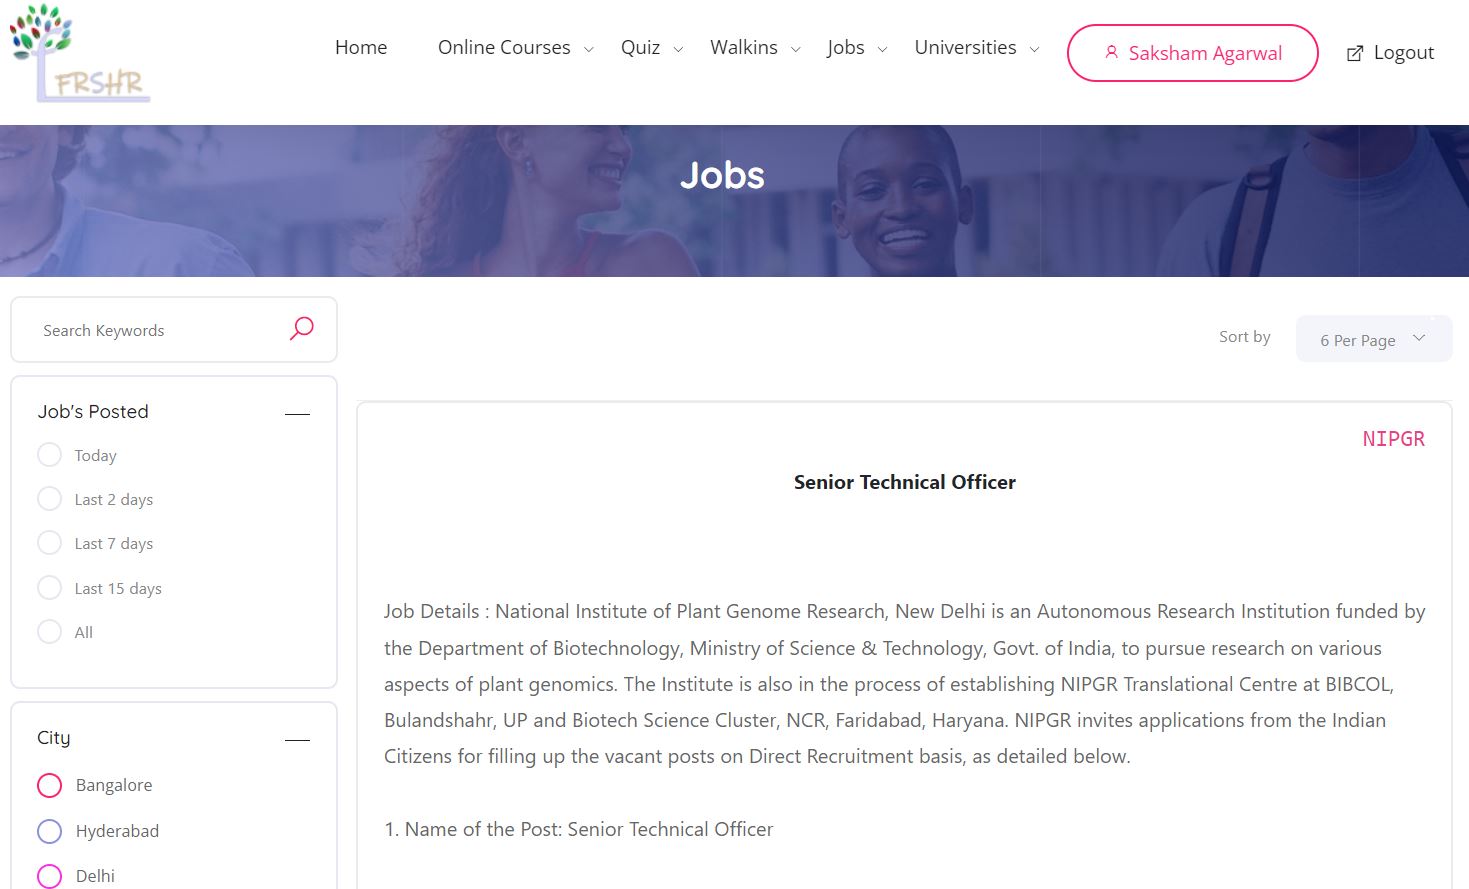 FRSHR
Home Online Courses Quiz Walkins Jobs Universities Saksham Agarwal Logout
Jobs
Search Keywords
Sort by 6 Per Page
Job's Posted
Today
Last 2 days
Last 7 days
Last 15 days
All
City
Bangalore
Hyderabad
Delhi
NIPGR
Senior Technical Officer
Job Details : National Institute of Plant Genome Research, New Delhi is an Autonomous Research Institution funded by
the Department of Biotechnology, Ministry of Science & Technology, Govt. of India, to pursue research on various
aspects of plant genomics. The Institute is also in the process of establishing NIPGR Translational Centre at BIBCOL,
Bulandshahr, UP and Biotech Science Cluster, NCR, Faridabad, Haryana. NIPGR invites applications from the Indian
Citizens for filling up the vacant posts on Direct Recruitment basis, as detailed below.
1. Name of the Post: Senior Technical Officer